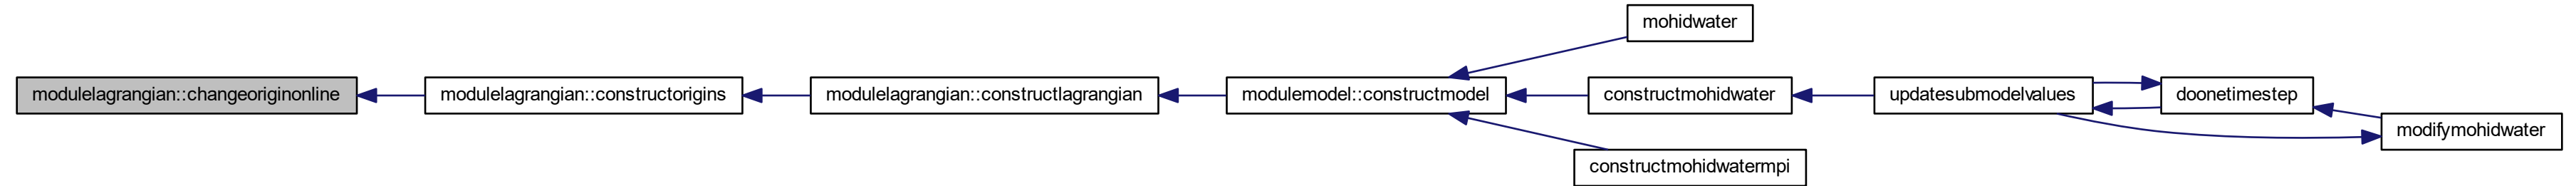 modulelagrangian::changeoriginonline
modulelagrangian::constructorigins
modulelagrangian::constructlagrangian
modulemodel::constructmodel
mohidwater
constructmohidwater
constructmohidwatermpi
updatesubmodelvalues
doonetimestep
modifymohidwater